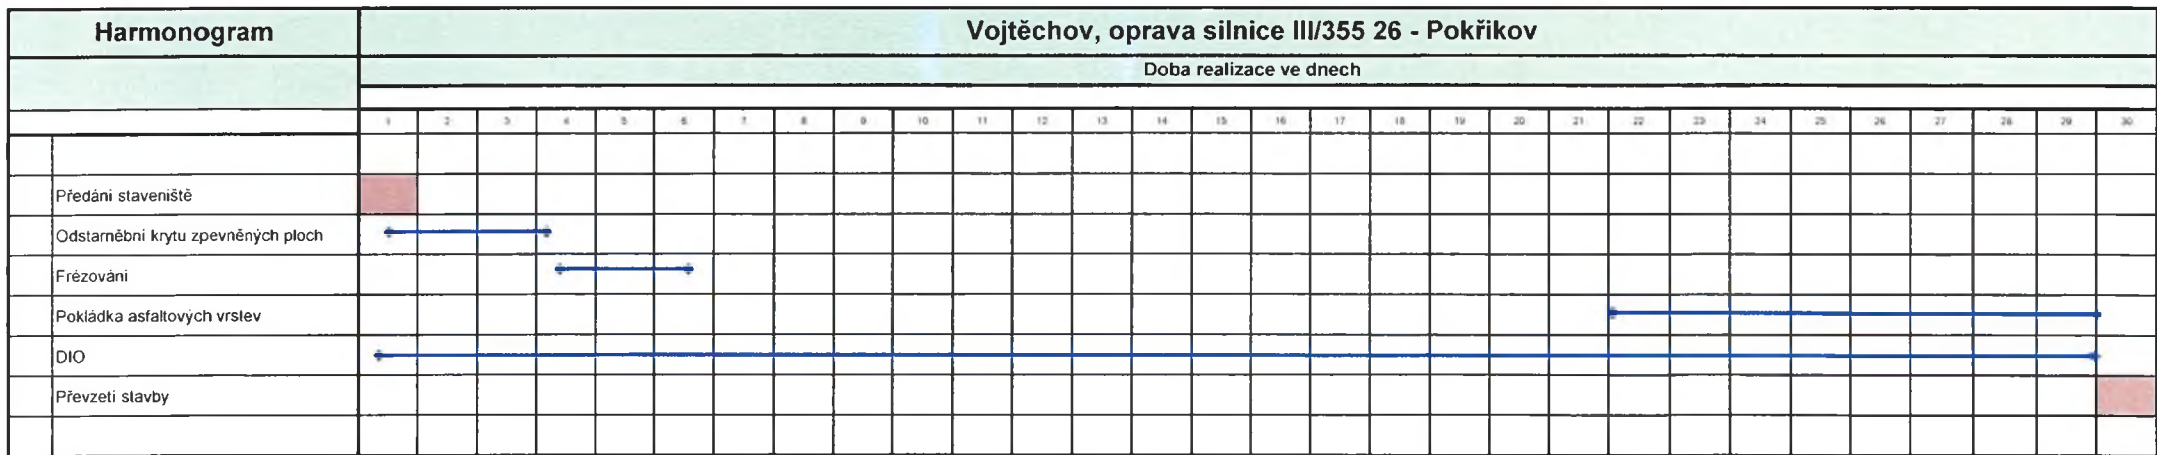 Harmonogram
Vojtěchov, oprava silnice III/355 26 - Pokřikov
Doba realizace ve dnech
1 2 3 4 5 6 7 8 9 10 11 12 13 14 15 16 17 18 19 20 21 22 23 24 25 26 27 28 29 30
Předání staveniště
Odstarněbní krytu zpevněných ploch
Frézování
Pokládka asfaltových vrstev
DIO
Převzetí stavby